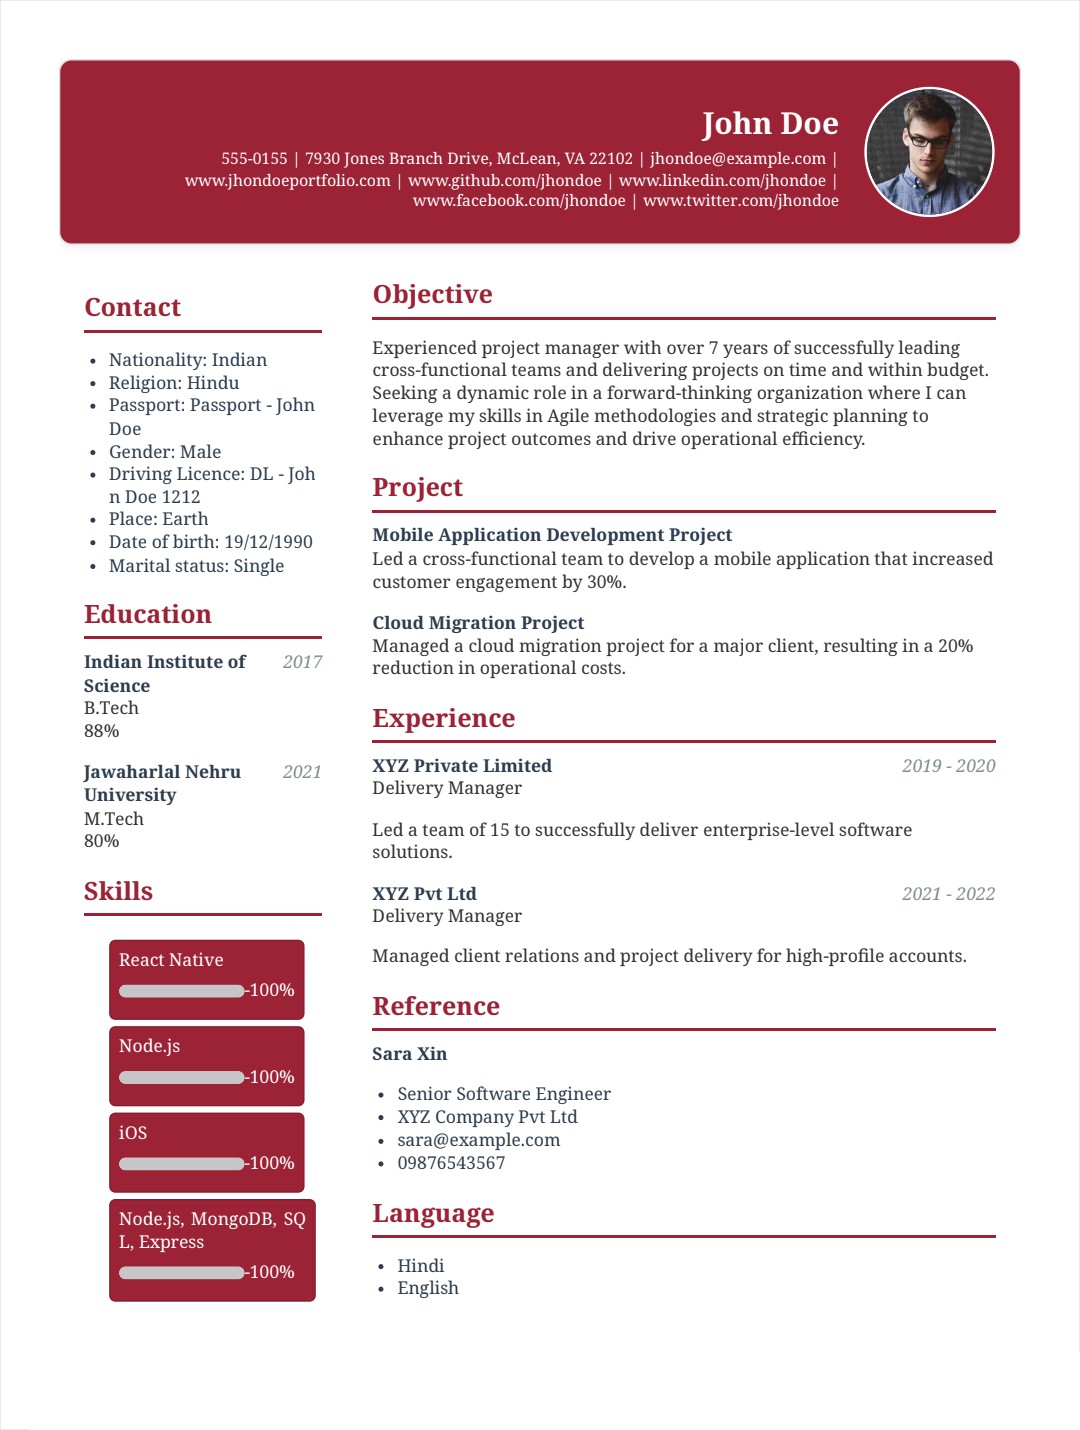 John Doe
555-0155 | 7930 Jones Branch Drive, McLean, VA 22102 | jhondoe@example.com |
www.jhondoeportfolio.com | www.github.com/jhondoe | www.linkedin.com/jhondoe |
www.facebook.com/jhondoe | www.twitter.com/jhondoe
Contact
• Nationality: Indian
• Religion: Hindu
• Passport: Passport - John
Doe
• Gender: Male
• Driving Licence: DL - Joh
n Doe 1212
• Place: Earth
• Date of birth: 19/12/1990
• Marital status: Single
Education
Indian Institute of 2017
Science
B.Tech
88%
Jawaharlal Nehru 2021
University
M.Tech
80%
Skills
React Native
-100%
Node.js
-100%
iOS
-100%
Node.js, MongoDB, SQ
L, Express
-100%
Objective
Experienced project manager with over 7 years of successfully leading
cross-functional teams and delivering projects on time and within budget.
Seeking a dynamic role in a forward-thinking organization where I can
leverage my skills in Agile methodologies and strategic planning to
enhance project outcomes and drive operational efficiency.
Project
Mobile Application Development Project
Led a cross-functional team to develop a mobile application that increased
customer engagement by 30%.
Cloud Migration Project
Managed a cloud migration project for a major client, resulting in a 20%
reduction in operational costs.
Experience
XYZ Private Limited 2019 - 2020
Delivery Manager
Led a team of 15 to successfully deliver enterprise-level software
solutions.
XYZ Pvt Ltd 2021 - 2022
Delivery Manager
Managed client relations and project delivery for high-profile accounts.
Reference
Sara Xin
• Senior Software Engineer
• XYZ Company Pvt Ltd
• sara@example.com
• 09876543567
Language
• Hindi
• English